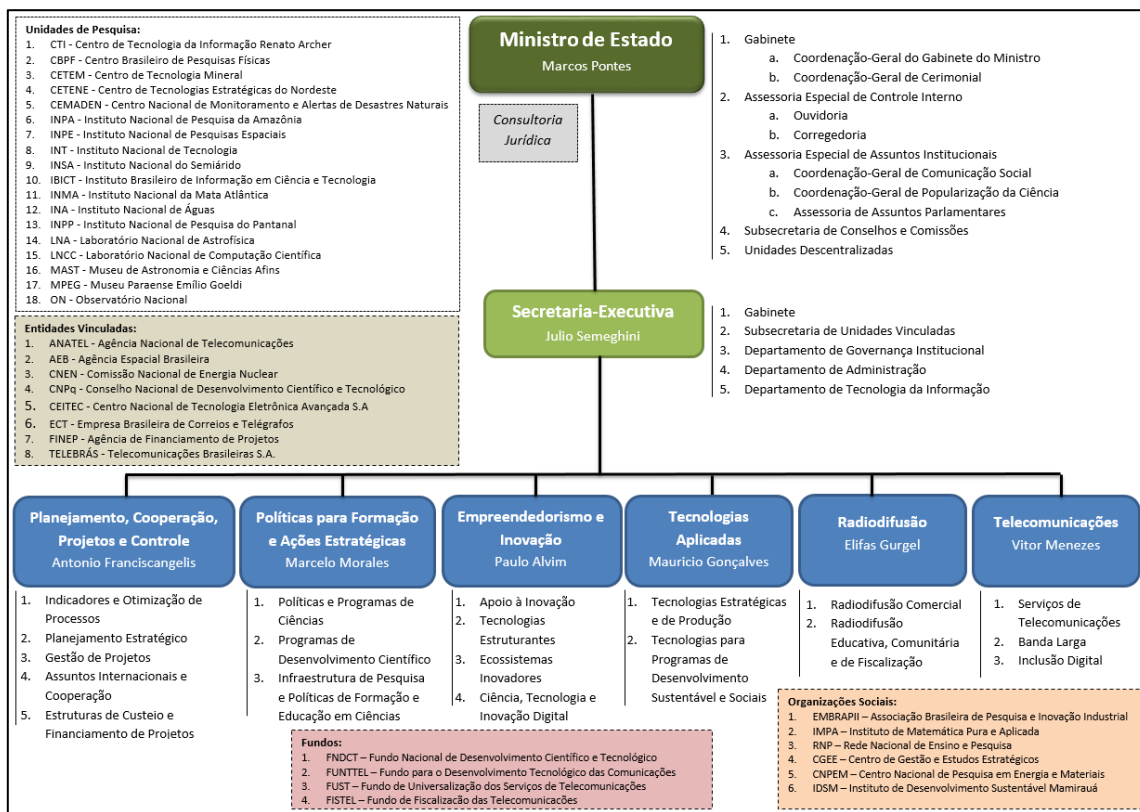 Unidades de Pesquisa:
1. CTI - Centro de Tecnologia da Informação Renato Archer
2. CBPF - Centro Brasileiro de Pesquisas Físicas
3. CETEM - Centro de Tecnologia Mineral
4. CETENE - Centro de Tecnologias Estratégicas do Nordeste
5. CEMADEN - Centro Nacional de Monitoramento e Alertas de Desastres Naturais
6. INPA - Instituto Nacional de Pesquisa da Amazônia
7. INPE - Instituto Nacional de Pesquisas Espaciais
8. INT - Instituto Nacional de Tecnologia
9. INSA - Instituto Nacional do Semiárido
10. IBICT - Instituto Brasileiro de Informação em Ciência e Tecnologia
11. INMA - Instituto Nacional da Mata Atlântica
12. INA - Instituto Nacional de Águas
13. INPP - Instituto Nacional de Pesquisa do Pantanal
14. LNA - Laboratório Nacional de Astrofísica
15. LNCC - Laboratório Nacional de Computação Científica
16. MAST - Museu de Astronomia e Ciências Afins
17. MPEG - Museu Paraense Emílio Goeldi
18. ON - Observatório Nacional
Ministro de Estado
Marcos Pontes
Consultoria
Jurídica
1. Gabinete
a. Coordenação-Geral do Gabinete do Ministro
b. Coordenação-Geral de Cerimonial
2. Assessoria Especial de Controle Interno
a. Ouvidoria
b. Corregedoria
3. Assessoria Especial de Assuntos Institucionais
a. Coordenação-Geral de Comunicação Social
b. Coordenação-Geral de Popularização da Ciência
c. Assessoria de Assuntos Parlamentares
4. Subsecretaria de Conselhos e Comissões
5. Unidades Descentralizadas
Entidades Vinculadas:
1. ANATEL - Agência Nacional de Telecomunicações
2. AEB - Agência Espacial Brasileira
3. CNEN - Comissão Nacional de Energia Nuclear
4. CNPq - Conselho Nacional de Desenvolvimento Científico e Tecnológico
5. CEITEC - Centro Nacional de Tecnologia Eletrônica Avançada S.A
6. ECT - Empresa Brasileira de Correios e Telégrafos
7. FINEP - Agência de Financiamento de Projetos
8. TELEBRÁS - Telecomunicações Brasileiras S.A.
Secretaria-Executiva
Julio Semeghini
1. Gabinete
2. Subsecretaria de Unidades Vinculadas
3. Departamento de Governança Institucional
4. Departamento de Administração
5. Departamento de Tecnologia da Informação
Planejamento, Cooperação,
Projetos e Controle
Antonio Franciscangelis
1. Indicadores e Otimização de
Processos
2. Planejamento Estratégico
3. Gestão de Projetos
4. Assuntos Internacionais e
Cooperação
5. Estruturas de Custeio e
Financiamento de Projetos
Políticas para Formação
e Ações Estratégicas
Marcelo Morales
1. Políticas e Programas de
Ciências
2. Programas de
Desenvolvimento Científico
3. Infraestrutura de Pesquisa
e Políticas de Formação e
Educação em Ciências
Empreendedorismo e
Inovação
Paulo Alvim
1. Apoio à Inovação
2. Tecnologias
Estruturantes
3. Ecossistemas
Inovadores
4. Ciência, Tecnologia e
Inovação Digital
Tecnologias
Aplicadas
Mauricio Gonçalves
1. Tecnologias Estratégicas
e de Produção
2. Tecnologias para
Programas de
Desenvolvimento
Sustentável e Sociais
Radiodifusão
Elifas Gurgel
1. Radiodifusão Comercial
2. Radiodifusão
Educativa, Comunitária
e de Fiscalização
Telecomunicações
Vitor Menezes
1. Serviços de
Telecomunicações
2. Banda Larga
3. Inclusão Digital
Fundos:
1. FNDCT – Fundo Nacional de Desenvolvimento Científico e Tecnológico
2. FUNTTEL – Fundo para o Desenvolvimento Tecnológico das Comunicações
3. FUST – Fundo de Universalização dos Serviços de Telecomunicações
4. FISTEL – Fundo de Fiscalização das Telecomunicações
Organizações Sociais:
1. EMBRAPII – Associação Brasileira de Pesquisa e Inovação Industrial
2. IMPA – Instituto de Matemática Pura e Aplicada
3. RNP – Rede Nacional de Ensino e Pesquisa
4. CGEE – Centro de Gestão e Estudos Estratégicos
5. CNPEM – Centro Nacional de Pesquisa em Energia e Materiais
6. IDSM – Instituto de Desenvolvimento Sustentável Mamirauá